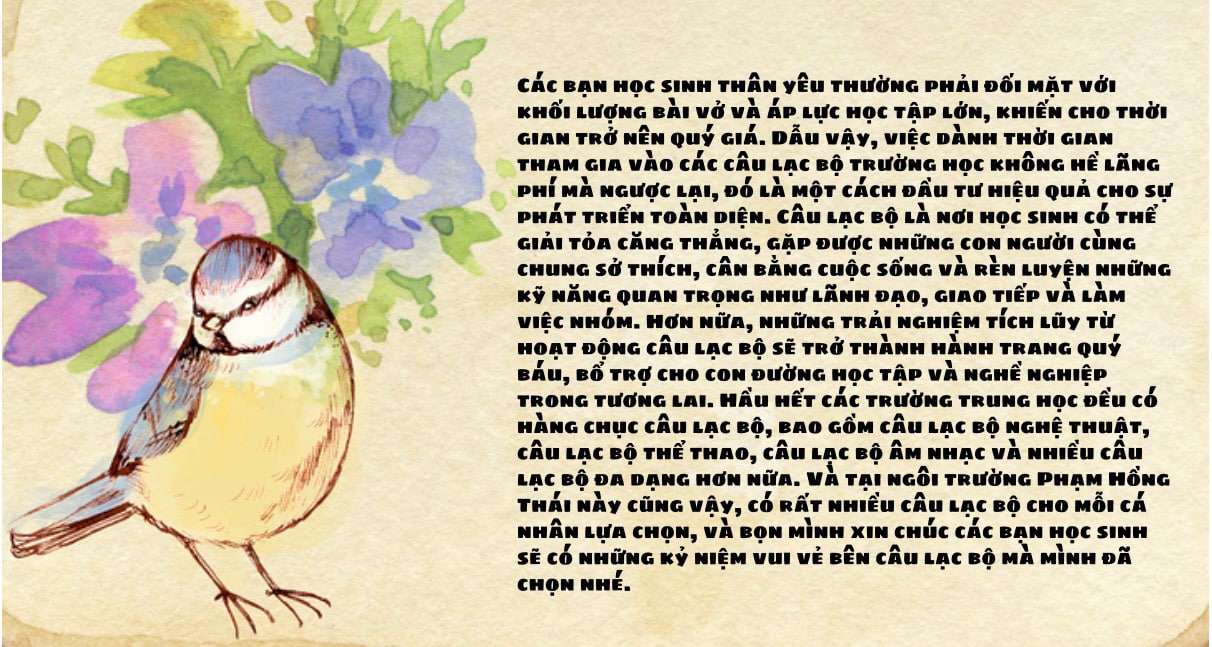 Các bạn học sinh thân yêu thường phải đối mặt với
khối lượng bài vở và áp lực học tập lớn, khiến cho thời
gian trở nên quý giá. Dẫu vậy, việc dành thời gian
tham gia vào các câu lạc bộ trường học không hề lãng
phí mà ngược lại, đó là một cách đầu tư hiệu quả cho sự
phát triển toàn diện. Câu lạc bộ là nơi học sinh có thể
giải tỏa căng thẳng, gặp được những con người cùng
chung sở thích, cân bằng cuộc sống và rèn luyện những
kỹ năng quan trọng như lãnh đạo, giao tiếp và làm
việc nhóm. Hơn nữa, những trải nghiệm tích lũy từ
hoạt động câu lạc bộ sẽ trở thành hành trang quý
báu, bổ trợ cho con đường học tập và nghề nghiệp
trong tương lai. Hầu hết các trường trung học đều có
hàng chục câu lạc bộ, bao gồm câu lạc bộ nghệ thuật,
câu lạc bộ thể thao, câu lạc bộ âm nhạc và nhiều câu
lạc bộ đa dạng hơn nữa. Và tại ngôi trường Phạm Hồng
Thái này cũng vậy, có rất nhiều câu lạc bộ cho mỗi cá
nhân lựa chọn, và bọn mình xin chúc các bạn học sinh
sẽ có những kỷ niệm vui vẻ bên câu lạc bộ mà mình đã
chọn nhé.